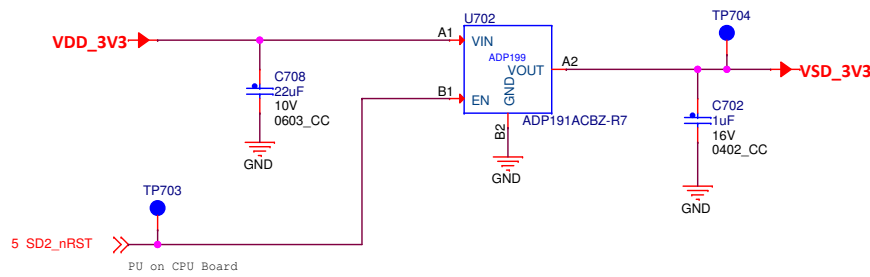 U702
TP704
VDD_3V3
A1
VIN
ADP199
VOUT
A2
VSD_3V3
C708
22uF
10V
0603_CC
B1
EN
GND
B2
ADP191ACBZ-R7
C702
1uF
16V
0402_CC
GND
GND
GND
TP703
5 SD2_nRST
PU on CPU Board